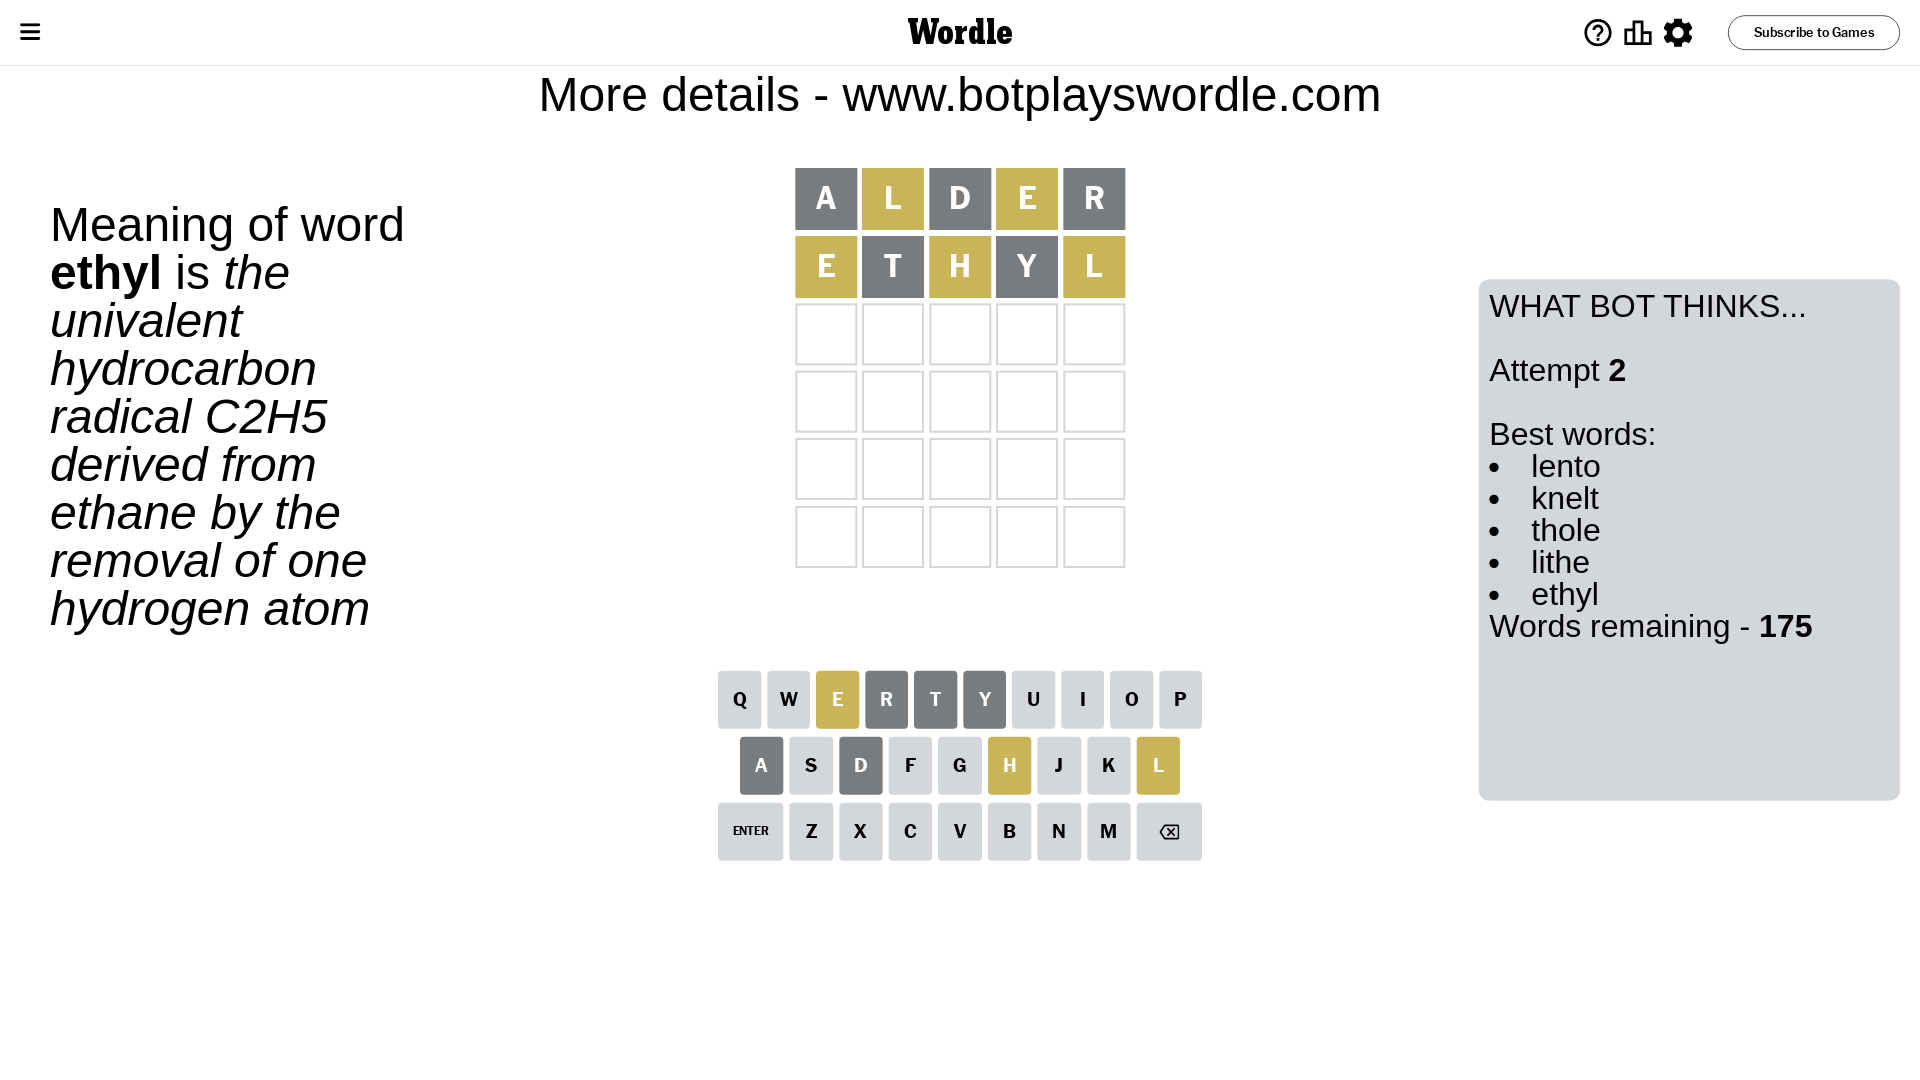 Wordle
Subscribe to Games
More details - www.botplayswordle.com
Meaning of word
ethyl is the
univalent
hydrocarbon
radical C2H5
derived from
ethane by the
removal of one
hydrogen atom
A L D E R
E T H Y L
WHAT BOT THINKS...
Attempt 2
Best words:
• lento
• knelt
• thole
• lithe
• ethyl
Words remaining - 175
Q W E R T Y U I O P
A S D F G H J K L
ENTER Z X C V B N M